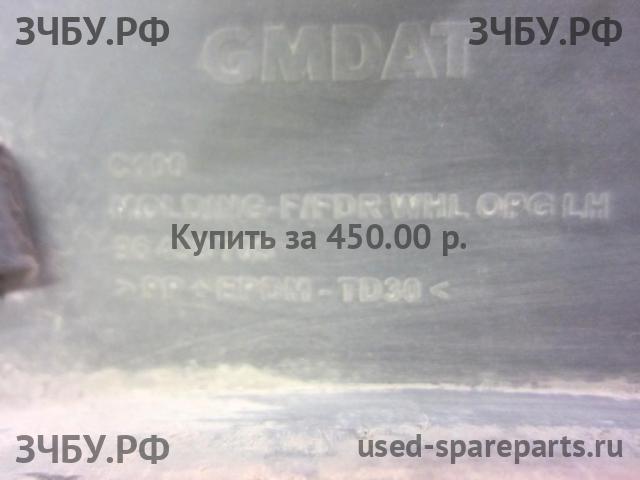 ЗЧБУ.РФ
ЗЧБУ.РФ
GMDAT
C100
MOLDING-F/FDR WHL OPG LH
Купить за 450.00 р.
>PP+EPDM-TD30<
ЗЧБУ.РФ
used-spareparts.ru